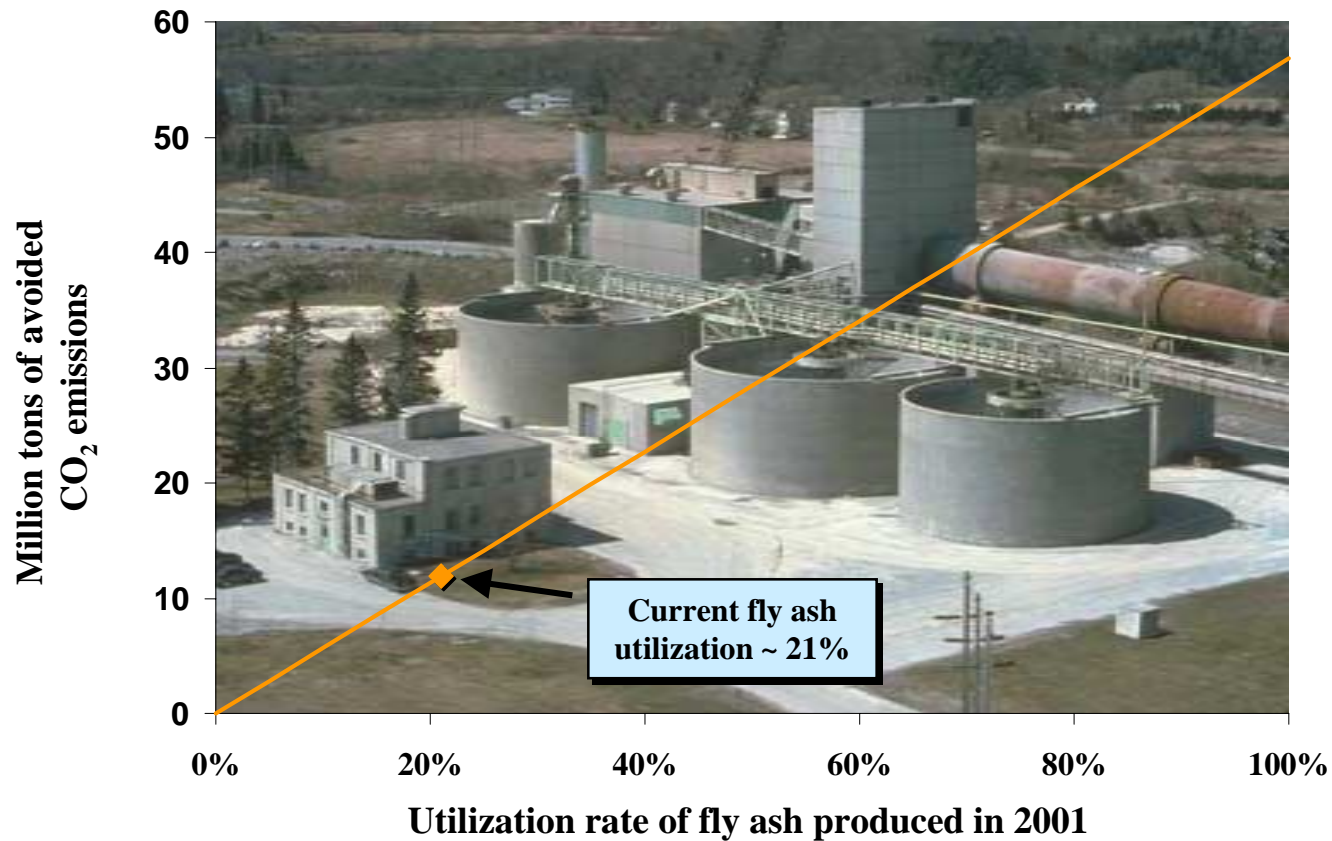 60
50
40
30
20
10
0
Million tons of avoided
CO₂ emissions
Current fly ash
utilization ~ 21%
0% 20% 40% 60% 80% 100%
Utilization rate of fly ash produced in 2001